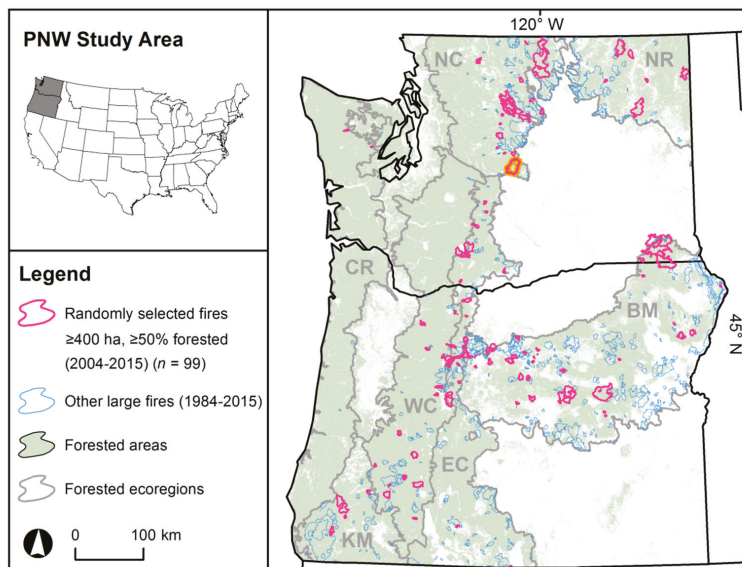 PNW Study Area
Legend
Randomly selected fires
≥400 ha, ≥50% forested
(2004-2015) (n = 99)
Other large fires (1984-2015)
Forested areas
Forested ecoregions
0 100 km
120° W
NC
NR
CR
BM
45° N
WC
EC
KM